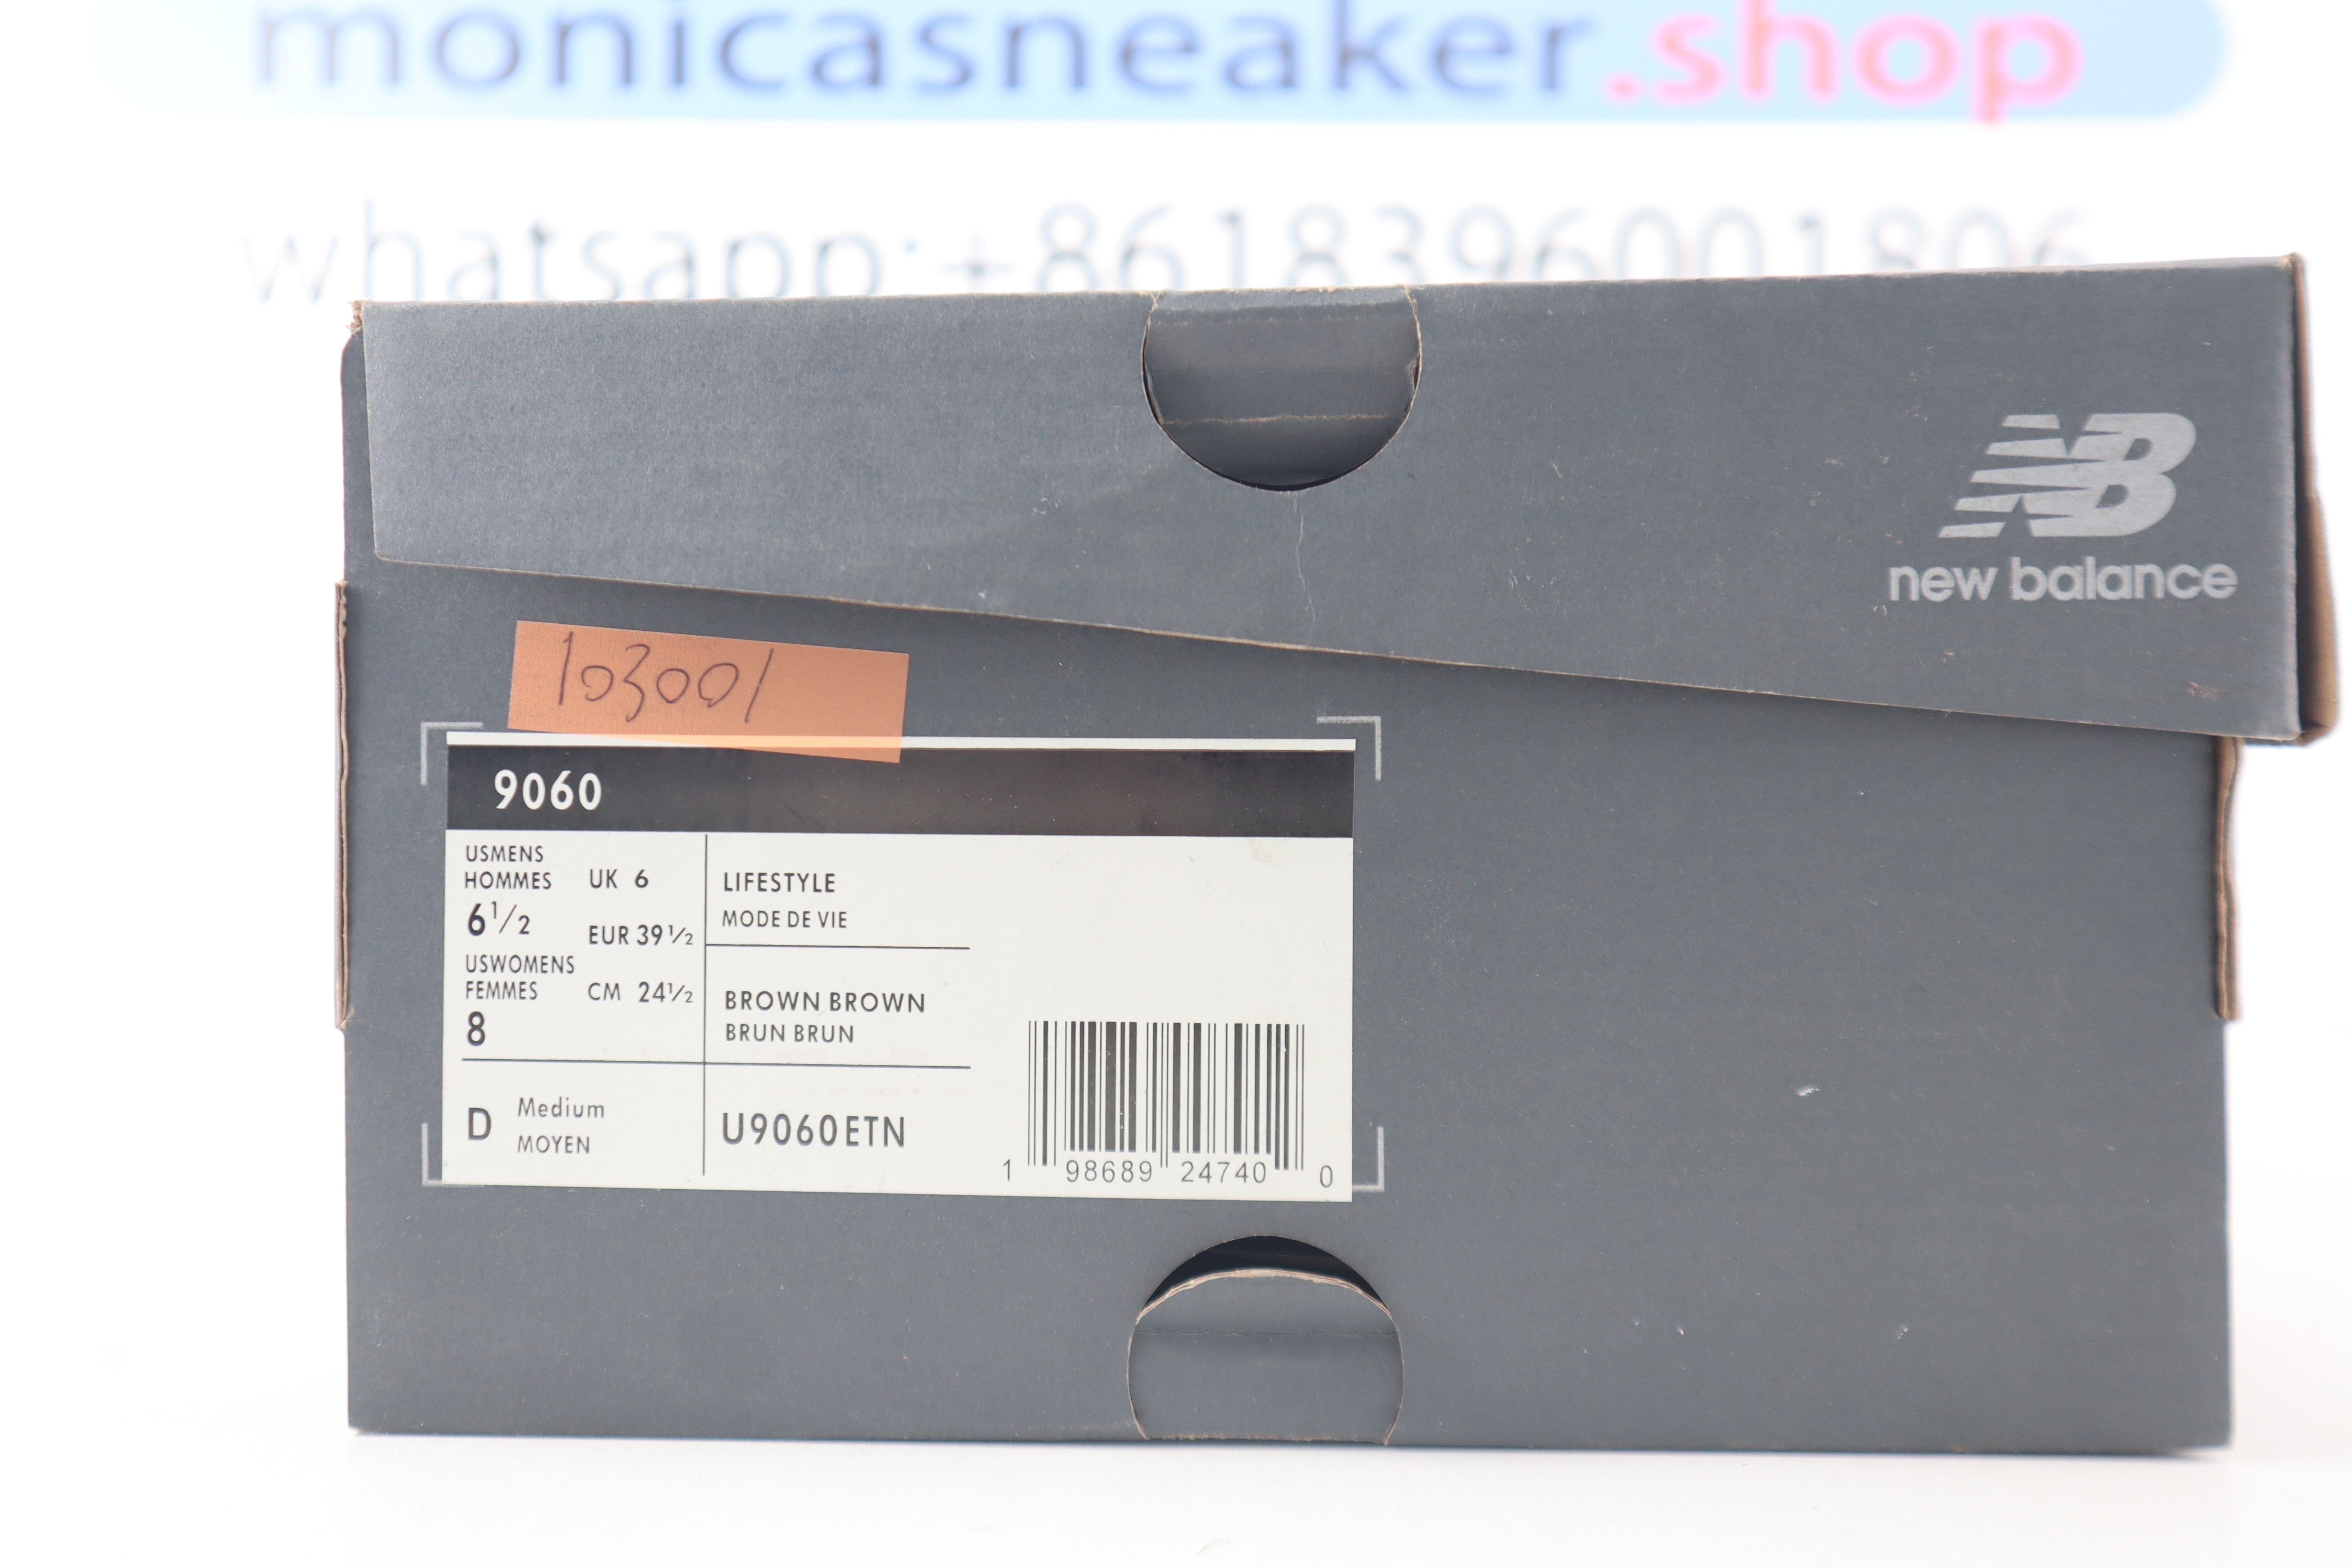 monicasneaker.shop
whatsapp:+8618396001806
NB
new balance
103001
9060
USMENS
HOMMES
6 1/2
UK 6
EUR 39 1/2
USWOMENS
FEMMES
8
CM 24 1/2
LIFESTYLE
MODE DE VIE
BROWN BROWN
BRUN BRUN
D
Medium
MOYEN
U9060ETN
1 98689 24740 0